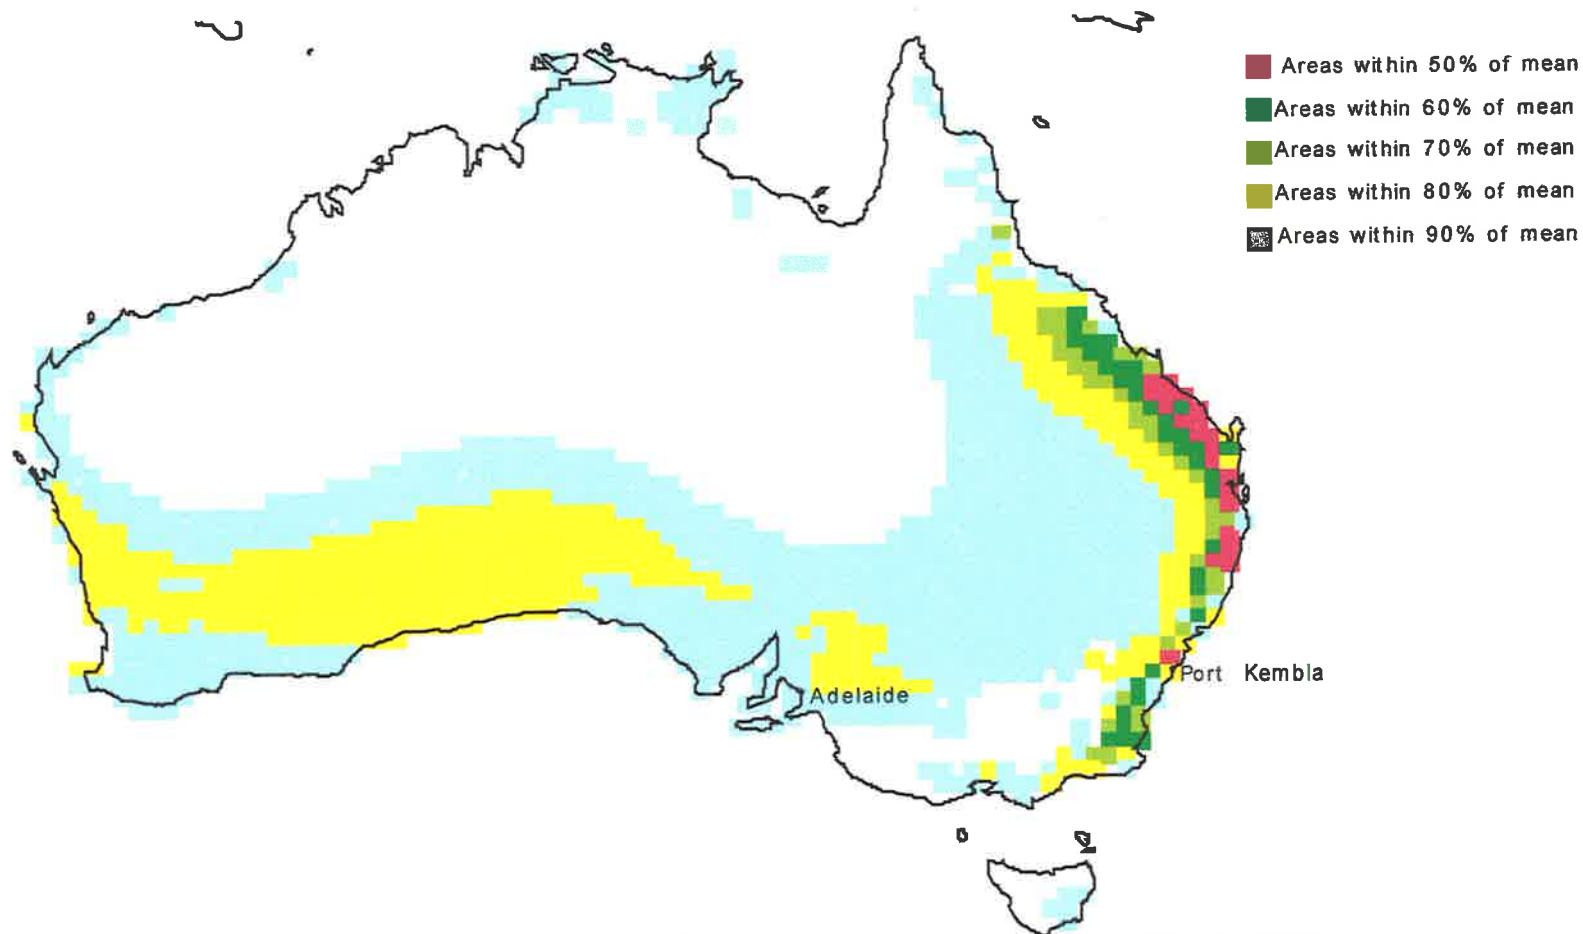 Areas within 50% of mean
Areas within 60% of mean
Areas within 70% of mean
Areas within 80% of mean
Areas within 90% of mean
Port Kembla
Adelaide